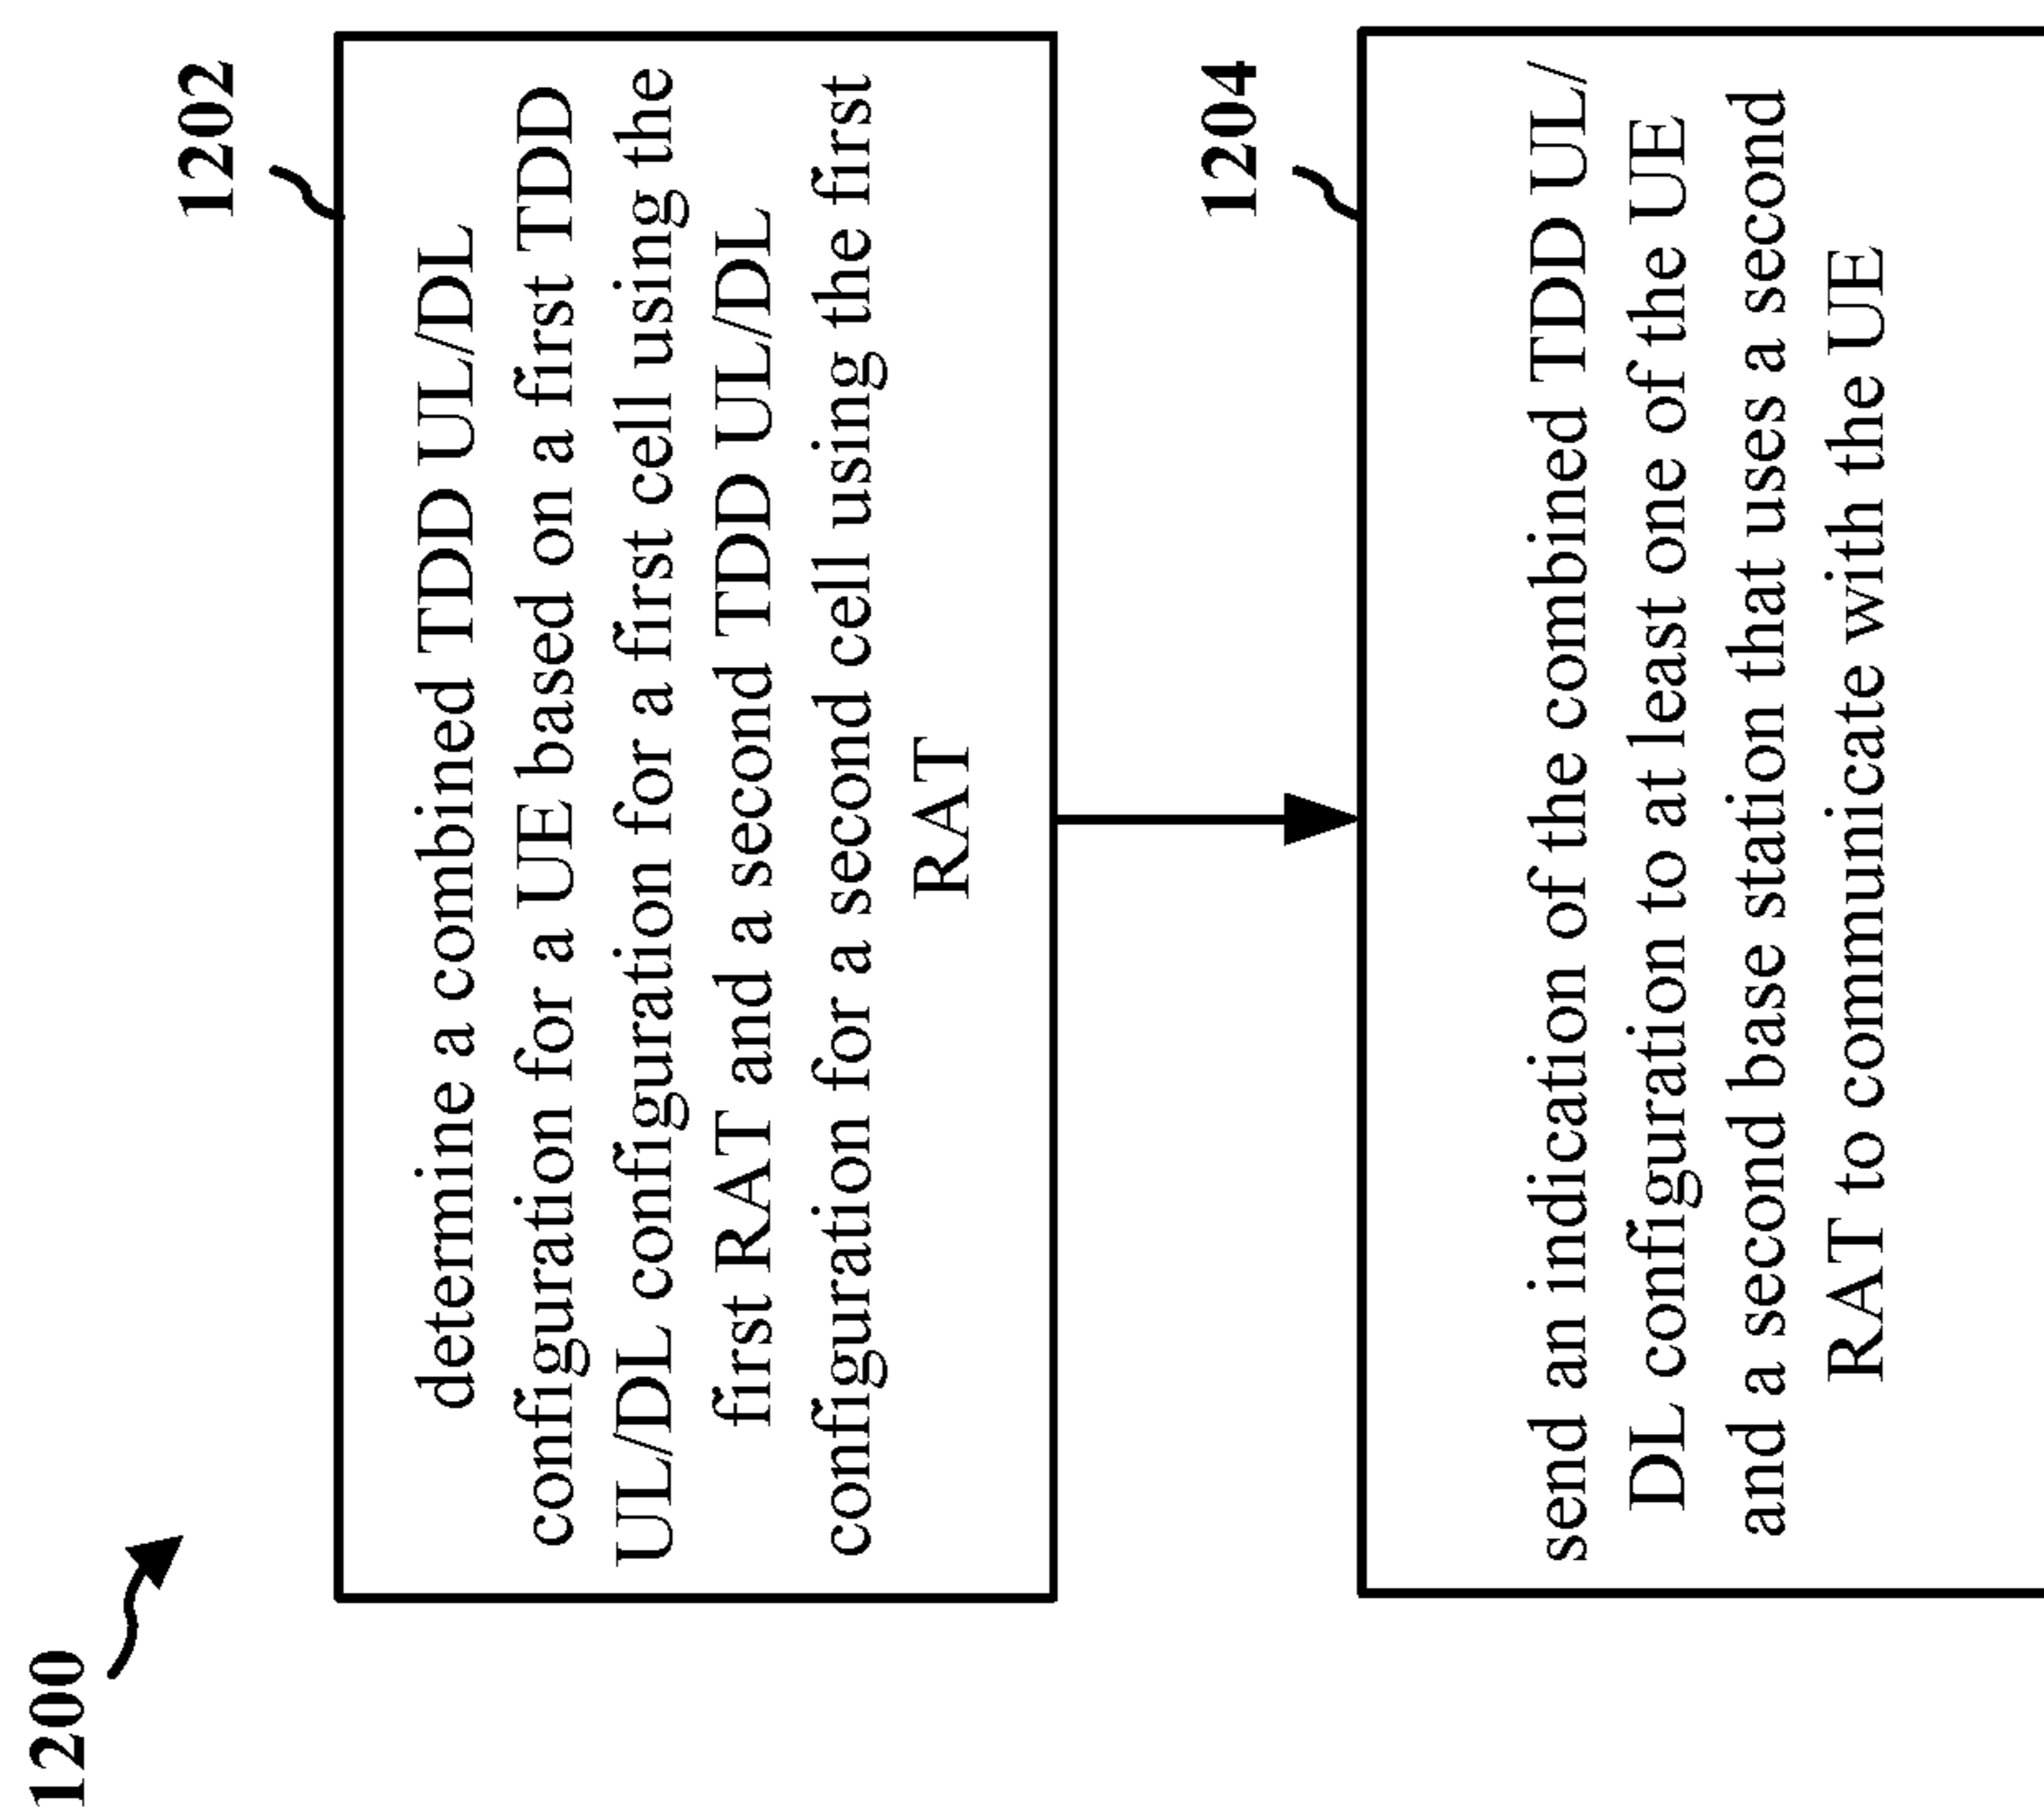 1200
1202
determine a combined TDD UL/DL
configuration for a UE based on a first TDD
UL/DL configuration for a first cell using the
first RAT and a second TDD UL/DL
configuration for a second cell using the first
RAT
1204
send an indication of the combined TDD UL/
DL configuration to at least one of the UE
and a second base station that uses a second
RAT to communicate with the UE